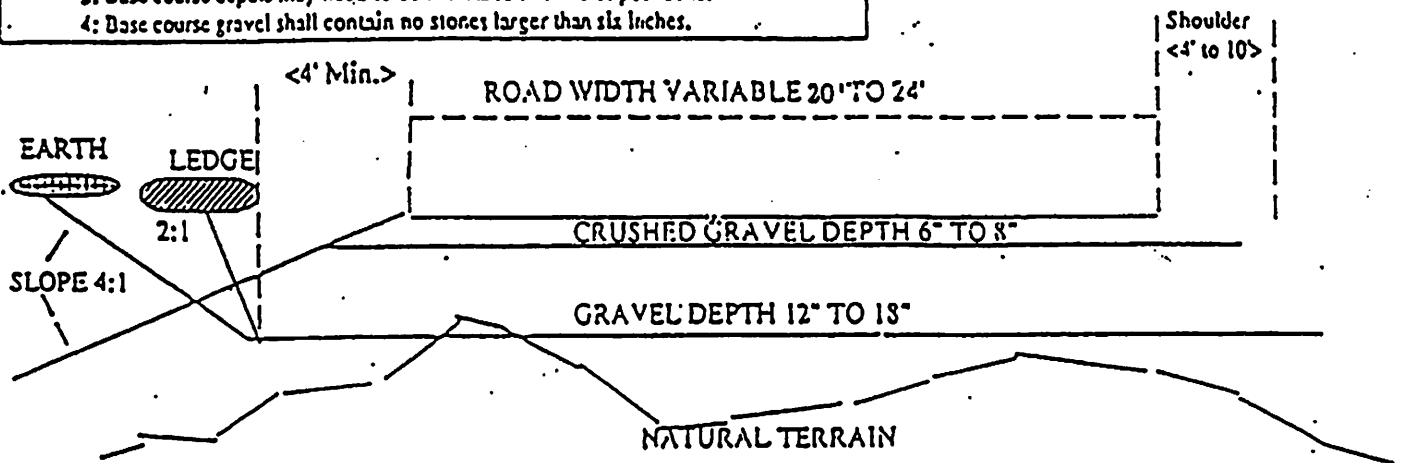 4: Base course gravel shall contain no stones larger than six inches.
Shoulder
<4' to 10'>
<4' Min.>
ROAD WIDTH VARIABLE 20' TO 24'
EARTH
LEDGE
2:1
CRUSHED GRAVEL DEPTH 6" TO 8"
SLOPE 4:1
GRAVEL DEPTH 12" TO 18"
NATURAL TERRAIN